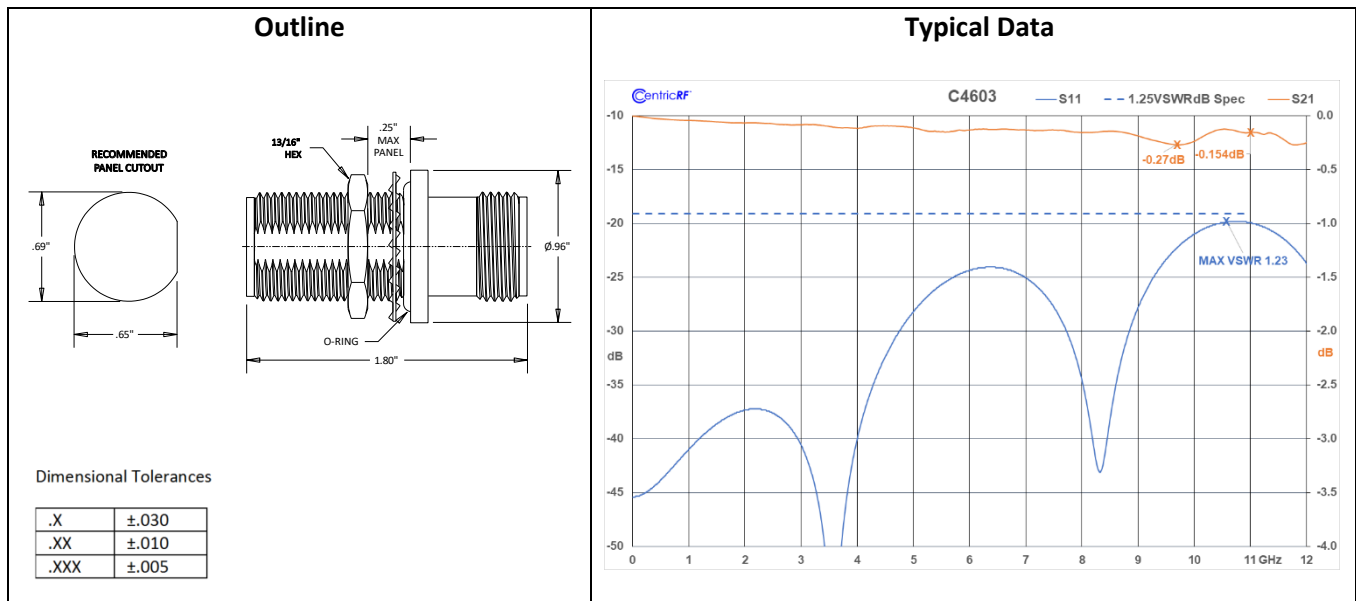 Outline
RECOMMENDED
PANEL CUTOUT
.69"
.65"
13/16"
HEX
.25"
MAX
PANEL
Ø.96"
O-RING
1.80"
Dimensional Tolerances
.X ±.030
.XX ±.010
.XXX ±.005
Typical Data
CentricRF
C4603
S11
1.25VSWRdB Spec
S21
-10
-15
-20
-25
-30
dB
-35
-40
-45
-50
0.0
-0.5
-1.0
-1.5
-2.0
dB
-2.5
-3.0
-3.5
-4.0
-0.27dB
-0.154dB
MAX VSWR 1.23
0 1 2 3 4 5 6 7 8 9 10 11 GHz 12